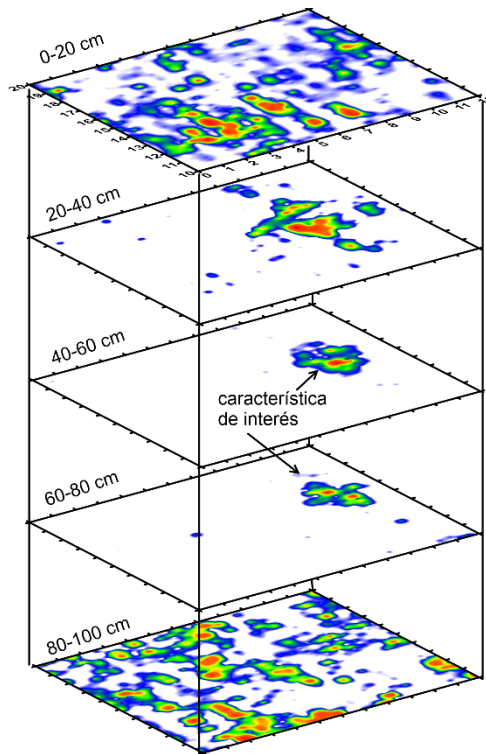 0-20 cm
20 19 18 17 16 15 14 13 12 11 10
0 1 2 3 4 5 6 7 8 9 10 11
20-40 cm
40-60 cm
característica
de interés
60-80 cm
80-100 cm